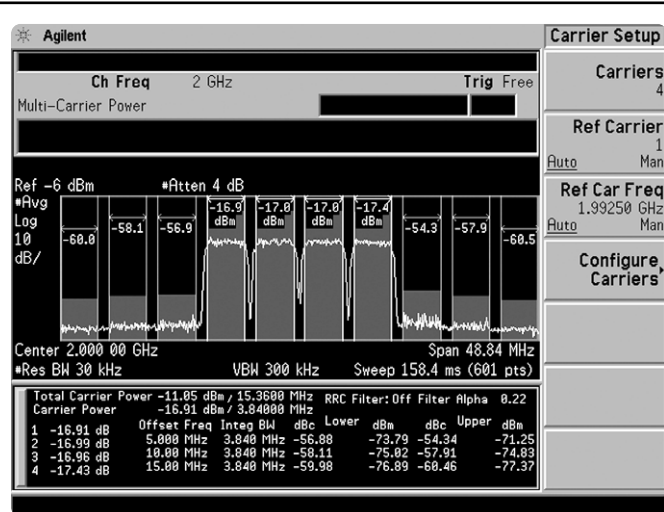 Agilent
Carrier Setup
Ch Freq 2 GHz Trig Free
Multi-Carrier Power
Carriers
4
Ref Carrier
1
Auto Man
Ref Car Freq
1.99250 GHz
Auto Man
Configure
Carriers
Ref -6 dBm #Atten 4 dB
#Avg
Log
10
dB/
-60.0
-58.1
-56.9
-16.9
dBm
-17.0
dBm
-17.0
dBm
-17.4
dBm
-54.3
-57.9
-60.5
Center 2.000 00 GHz Span 48.84 MHz
#Res BW 30 kHz VBW 300 kHz Sweep 158.4 ms (601 pts)
Total Carrier Power -11.05 dBm / 15.3600 MHz RRC Filter: Off Filter Alpha 0.22
Carrier Power -16.91 dBm / 3.84000 MHz
Lower Upper
Offset Freq Integ BW dBc dBm dBc dBm
1 -16.91 dB 5.000 MHz 3.840 MHz -56.88 -73.79 -54.34 -71.25
2 -16.99 dB 10.00 MHz 3.840 MHz -58.11 -75.02 -57.91 -74.83
3 -16.96 dB 15.00 MHz 3.840 MHz -59.98 -76.89 -60.46 -77.37
4 -17.43 dB